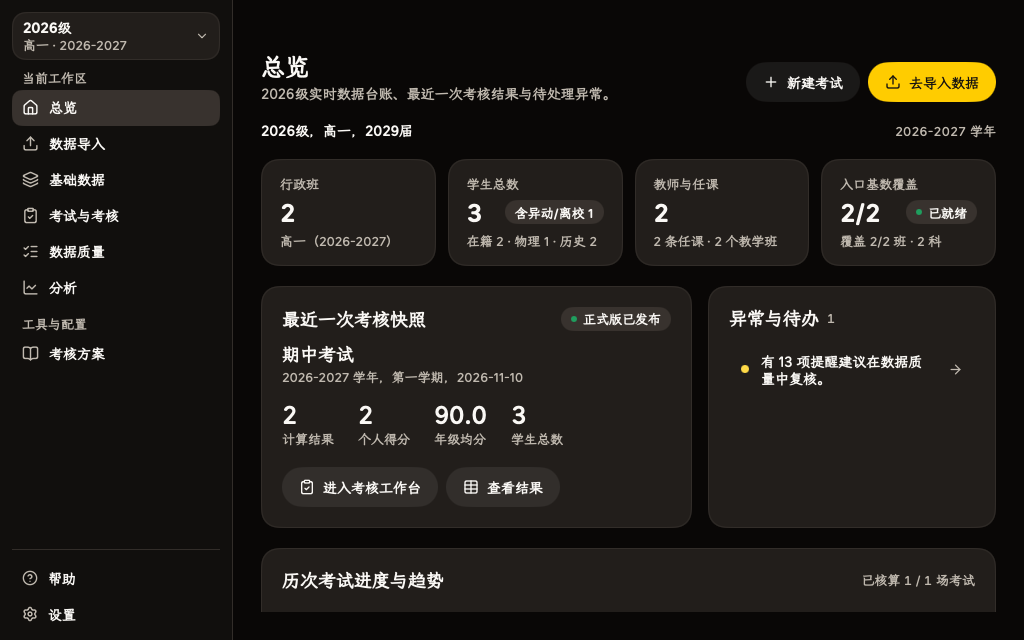 2026级
高一 · 2026-2027
当前工作区
总览
数据导入
基础数据
考试与考核
数据质量
分析
工具与配置
考核方案
帮助
设置
总览
2026级实时数据台账、最近一次考核结果与待处理异常。
新建考试
去导入数据
2026级，高一，2029届
2026-2027 学年
行政班
2
高一（2026-2027）
学生总数
3
含异动/离校 1
在籍 2 · 物理 1 · 历史 2
教师与任课
2
2 条任课 · 2 个教学班
入口基数覆盖
2/2
已就绪
覆盖 2/2 班 · 2 科
最近一次考核快照
正式版已发布
期中考试
2026-2027 学年，第一学期，2026-11-10
2
计算结果
2
个人得分
90.0
年级均分
3
学生总数
进入考核工作台
查看结果
异常与待办 1
有 13 项提醒建议在数据质
量中复核。
历次考试进度与趋势
已核算 1 / 1 场考试